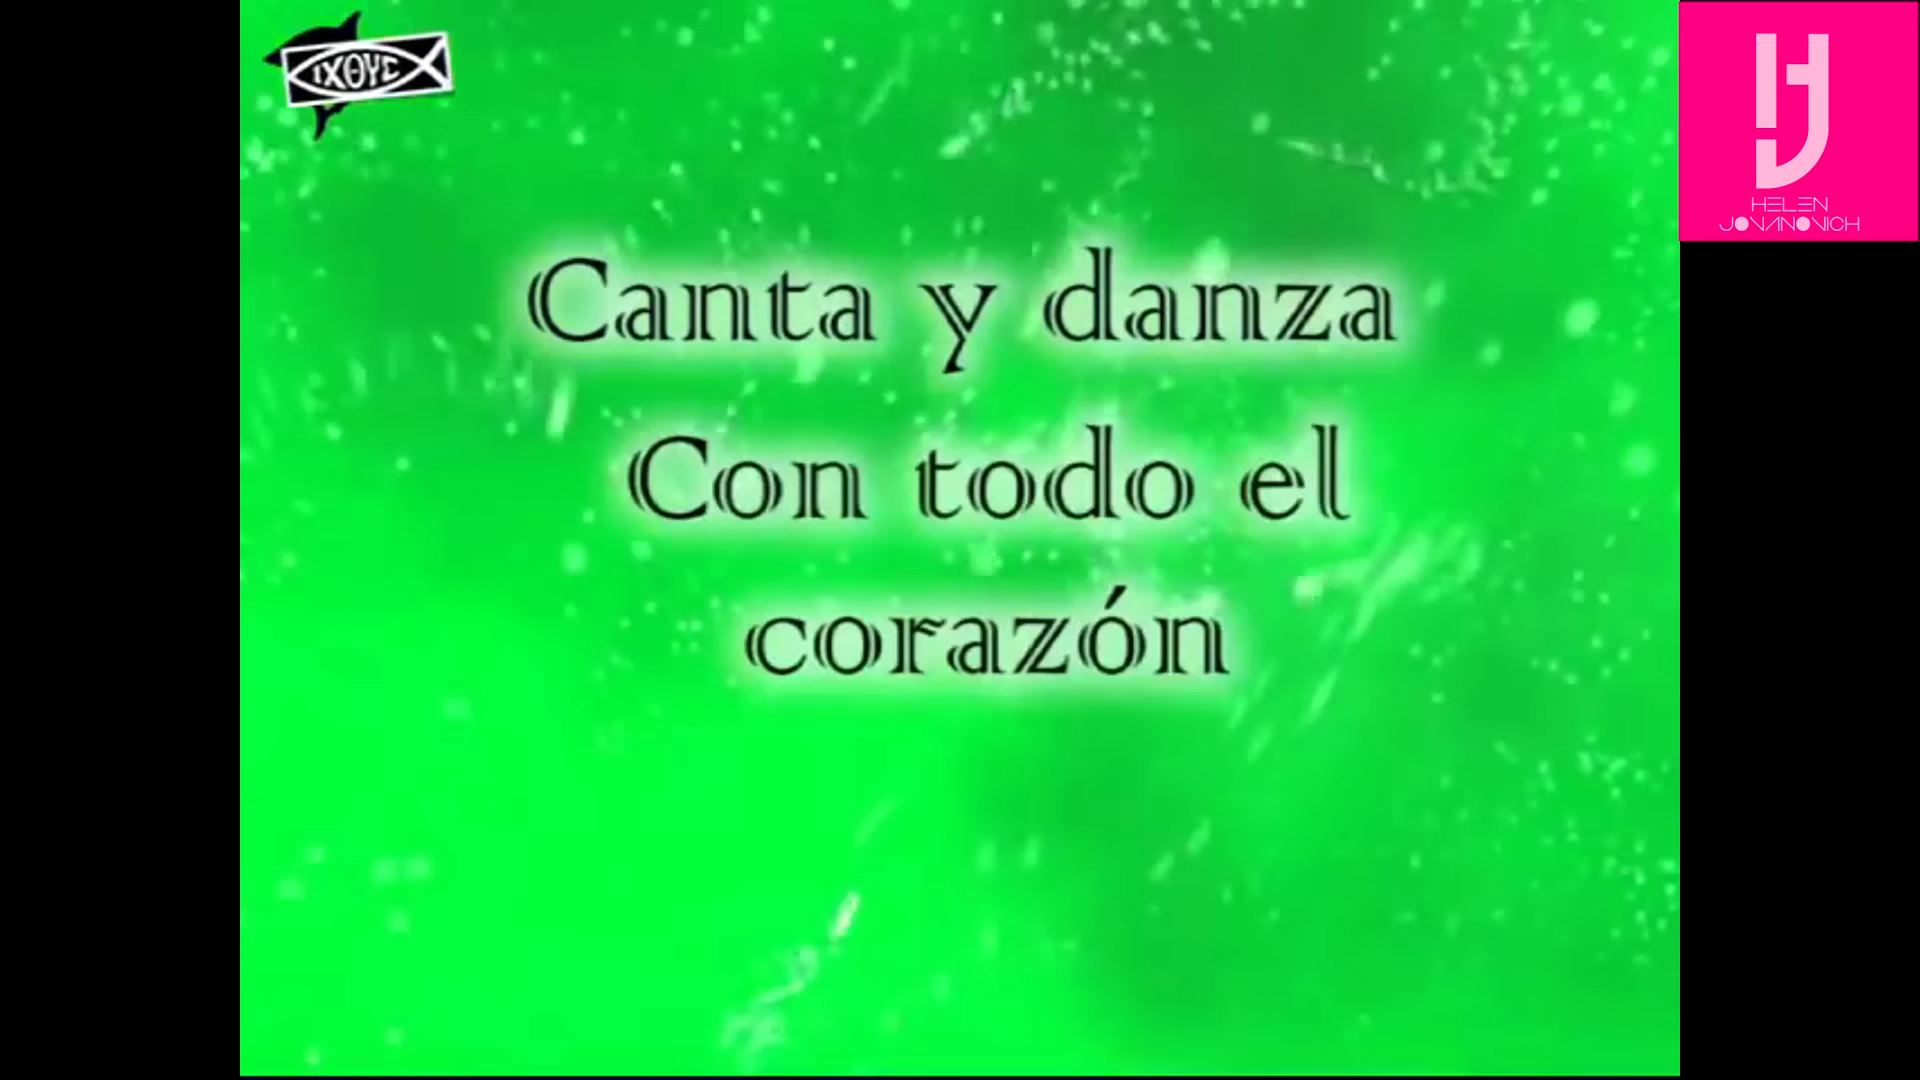 ΙΧΘΥΣ
HELEN
JOVANOVICH
Canta y danza
Con todo el
corazón